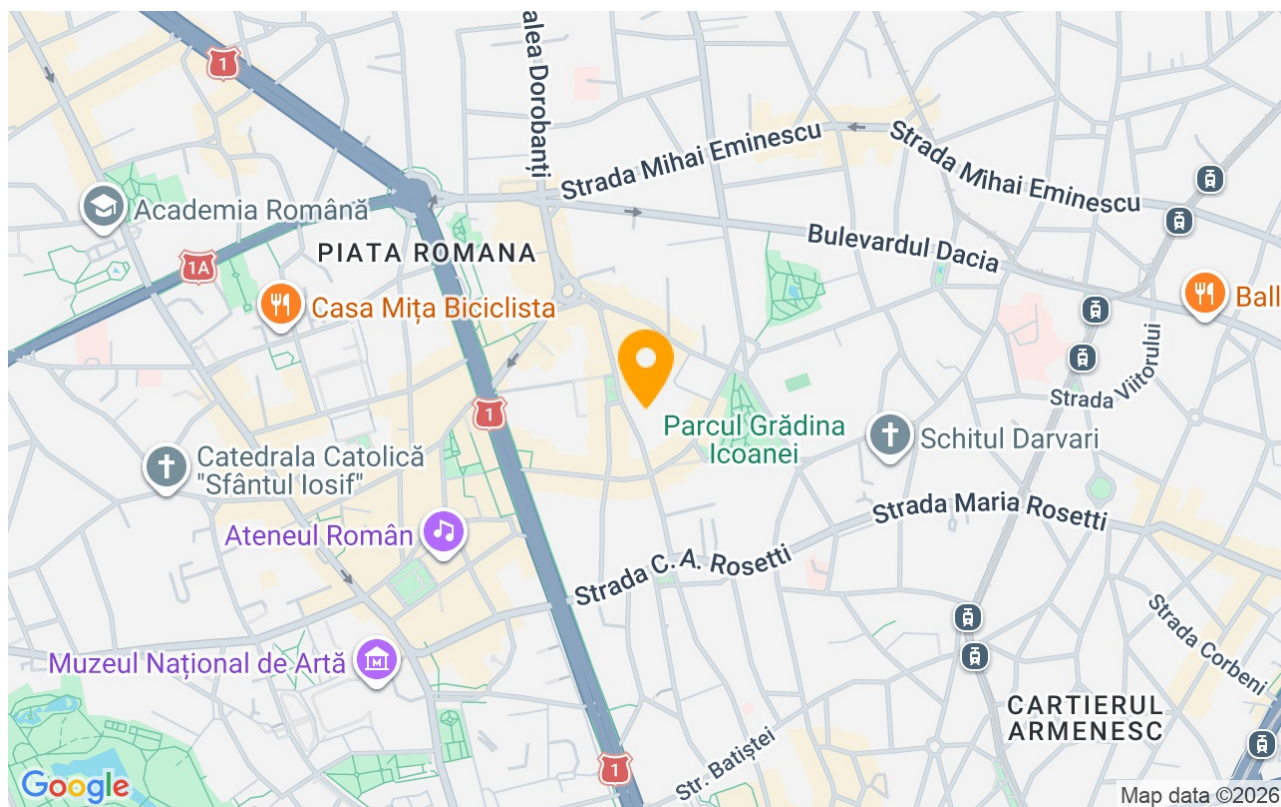 1
alea Dorobanți
Strada Mihai Eminescu
Strada Mihai Eminescu
Academia Română
PIATA ROMANA
Bulevardul Dacia
1A
Casa Mița Biciclista
Ball
Strada Viitorului
1
Parcul Grădina
Icoanei
Schitul Darvari
Catedrala Catolică
"Sfântul Iosif"
Strada Maria Rosetti
Ateneul Român
Strada C. A. Rosetti
Strada Corbeni
Muzeul Național de Artă
M
CARTIERUL
ARMENESC
Str. Batiștei
1
Google
Map data ©2026